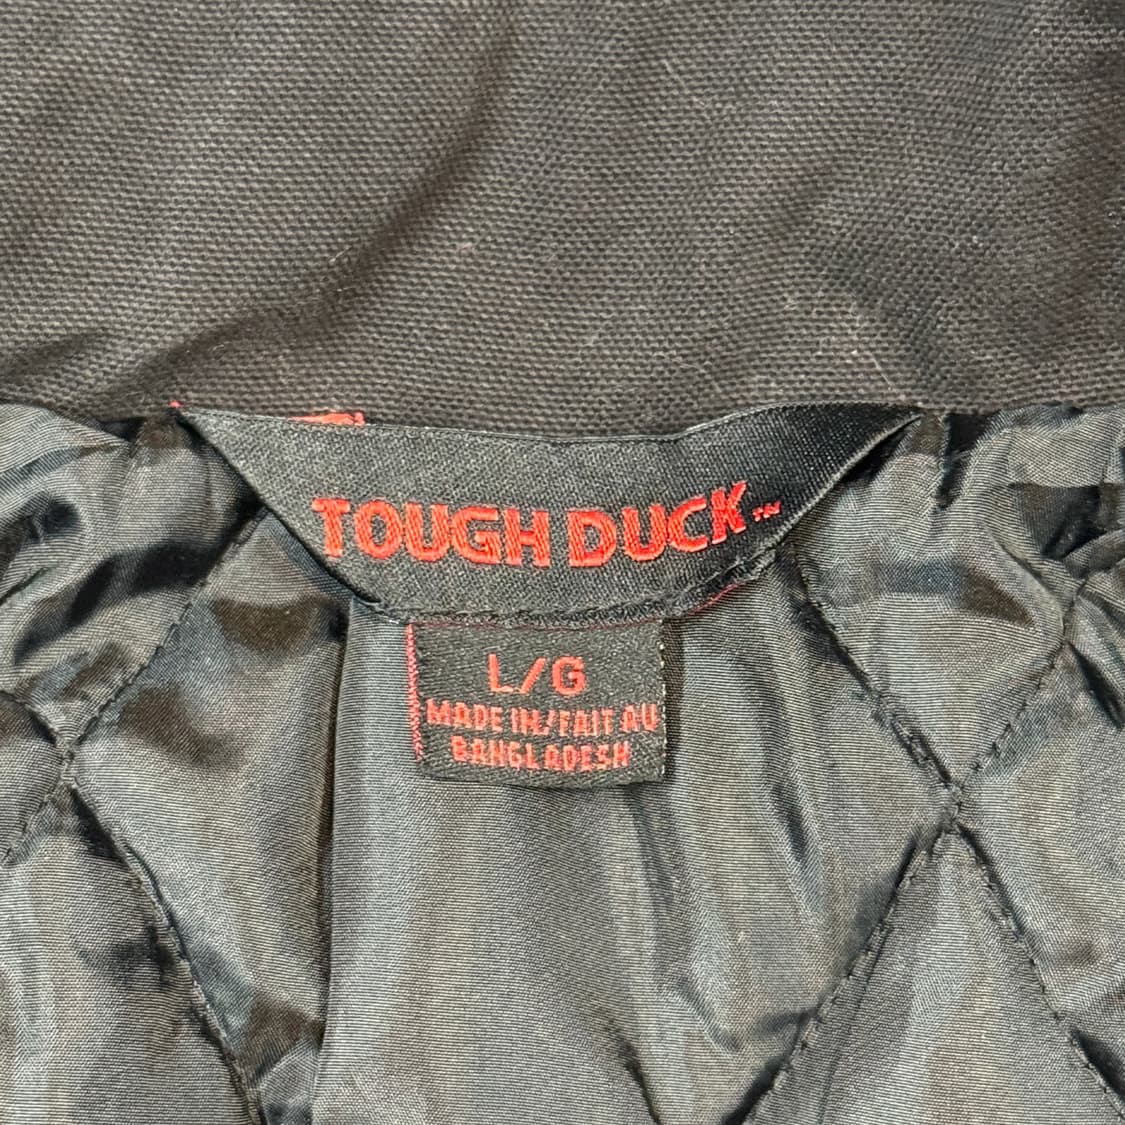 TOUGH DUCK™
L/G
MADE IN/FAIT AU
BANGLADESH